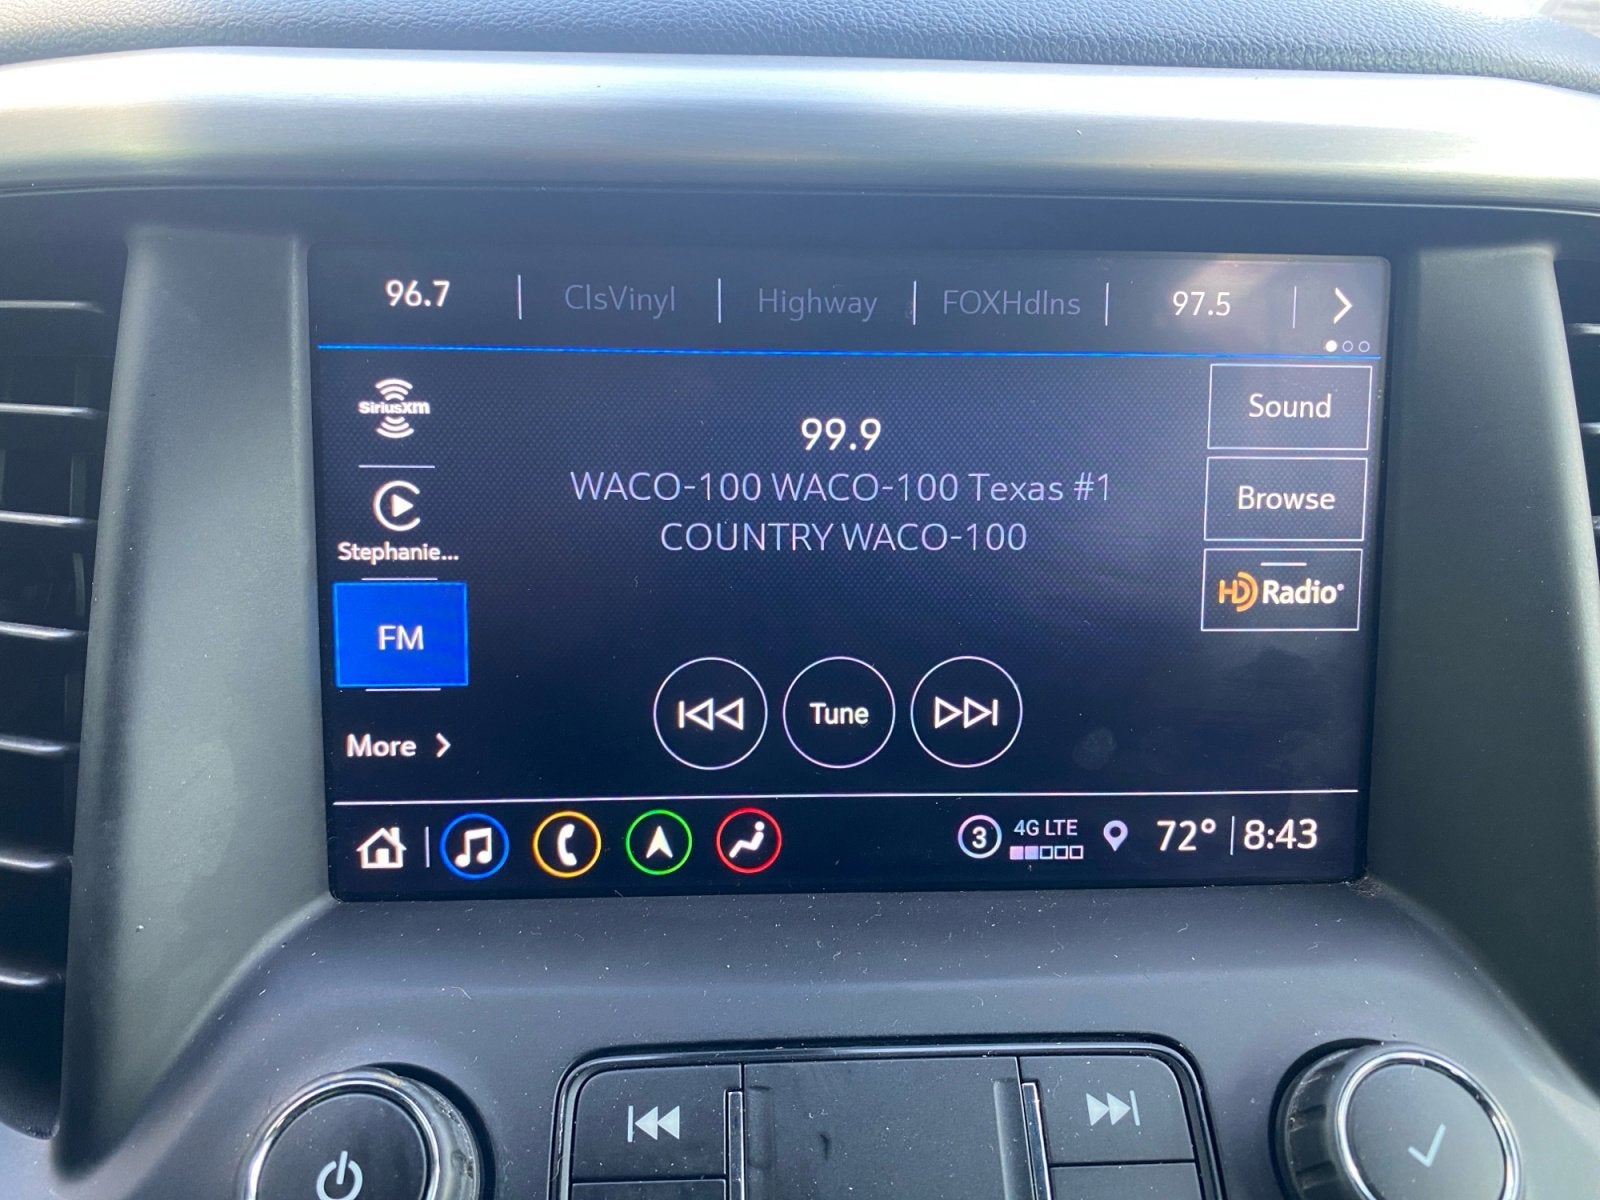 96.7
ClsVinyl
Highway
FOXHdlns
97.5
SiriusXM
Stephanie...
FM
More
99.9
WACO-100 WACO-100 Texas #1
COUNTRY WACO-100
Tune
Sound
Browse
HD Radio®
3
4G LTE
72°
8:43